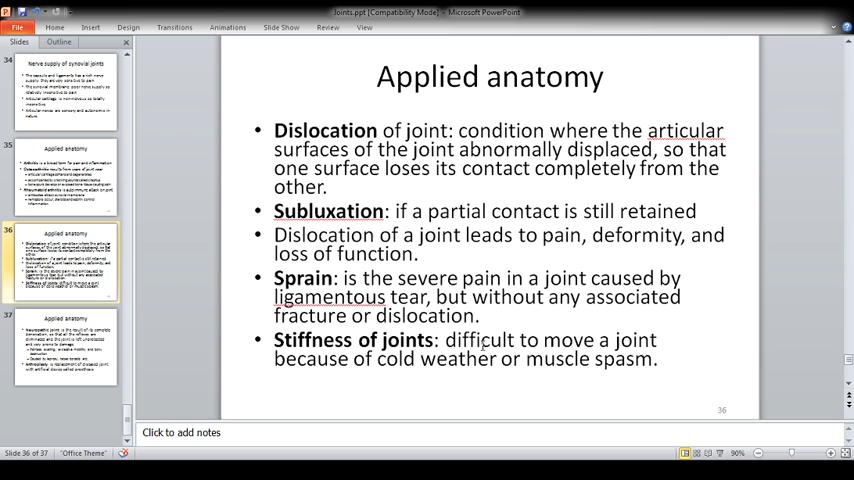 Joints.ppt [Compatibility Mode] - Microsoft PowerPoint
File Home Insert Design Transitions Animations Slide Show Review View
Slides Outline
34
Nerve supply of synovial joints
35
Applied anatomy
36
Applied anatomy
37
Applied anatomy
Applied anatomy
• Dislocation of joint: condition where the articular
surfaces of the joint abnormally displaced, so that
one surface loses its contact completely from the
other.
• Subluxation: if a partial contact is still retained
• Dislocation of a joint leads to pain, deformity, and
loss of function.
• Sprain: is the severe pain in a joint caused by
ligamentous tear, but without any associated
fracture or dislocation.
• Stiffness of joints: difficult to move a joint
because of cold weather or muscle spasm.
36
Click to add notes
Slide 36 of 37 "Office Theme" 90%